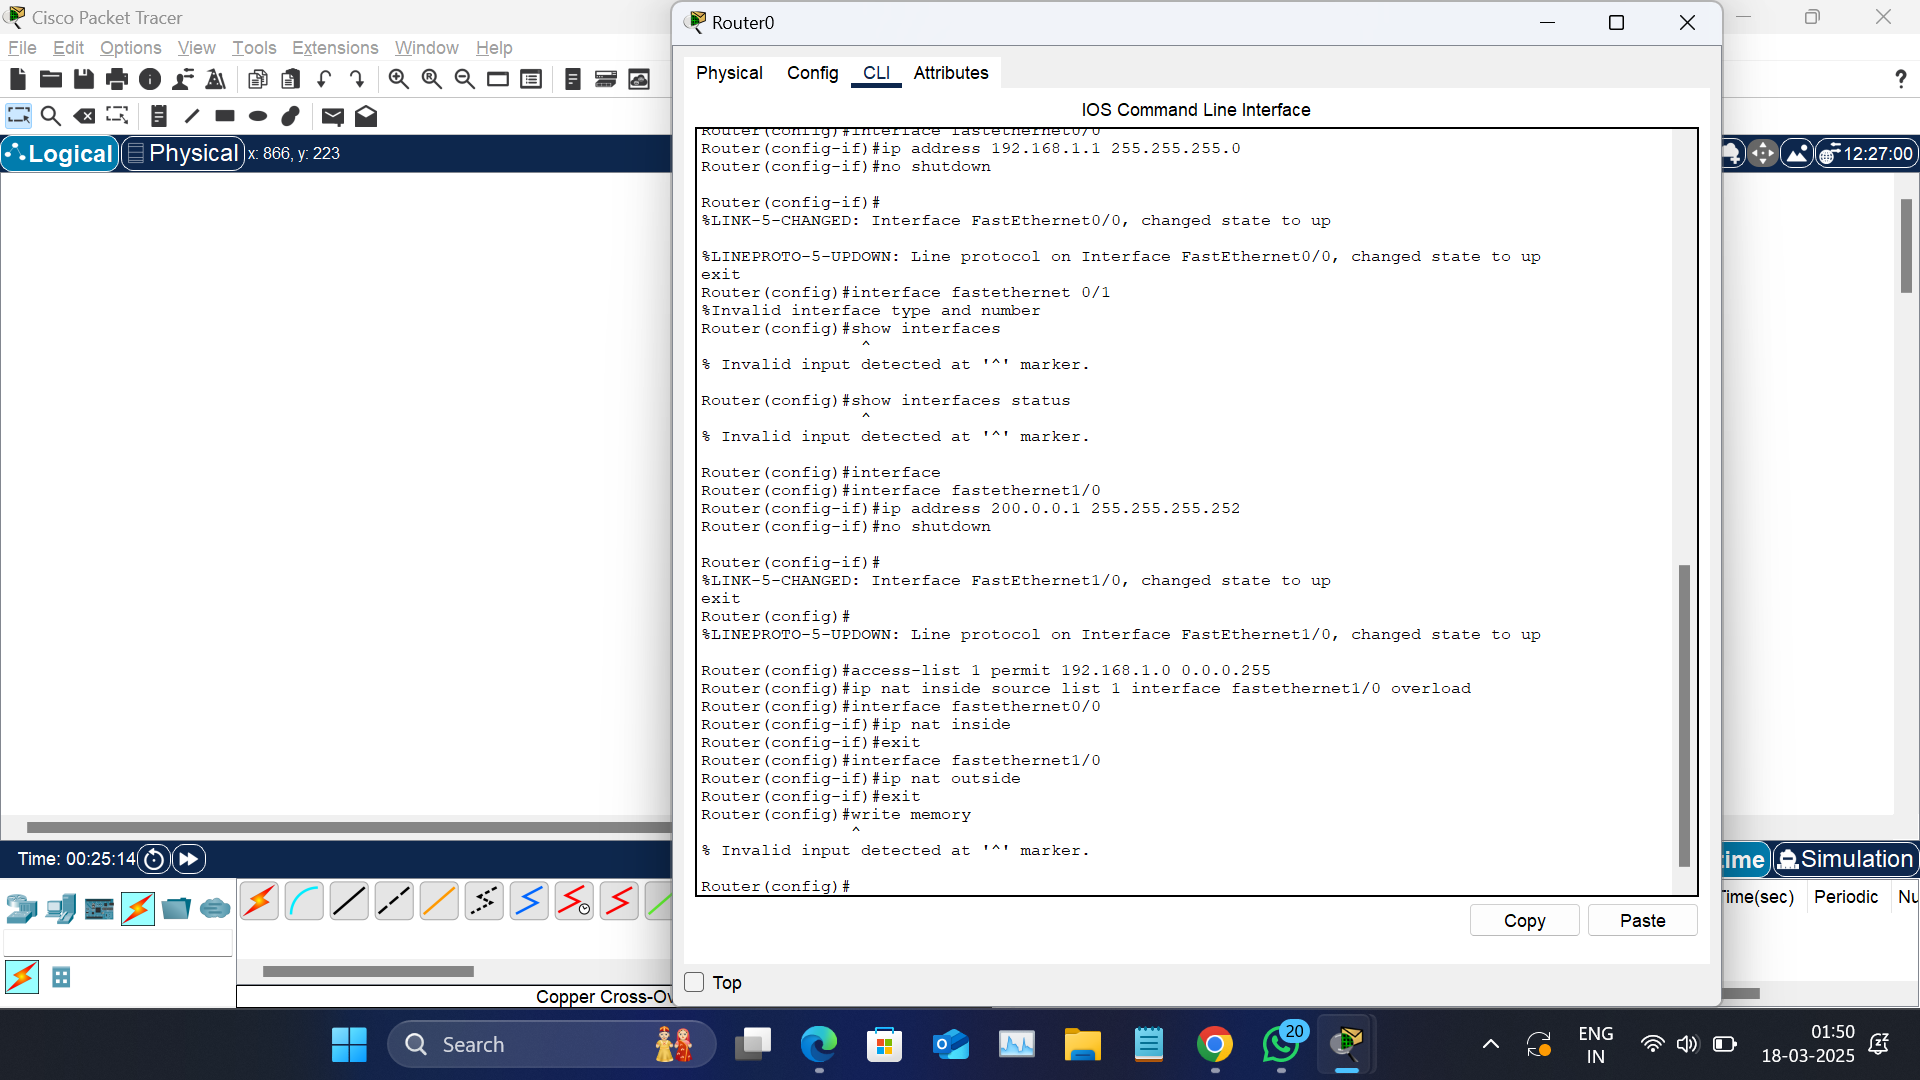 Cisco Packet Tracer
File Edit Options View Tools Extensions Window Help
Logical Physical x: 866, y: 223
Router0
Physical Config CLI Attributes
IOS Command Line Interface
Router(config)#interface fastethernet0/0
Router(config-if)#ip address 192.168.1.1 255.255.255.0
Router(config-if)#no shutdown
Router(config-if)#
%LINK-5-CHANGED: Interface FastEthernet0/0, changed state to up
%LINEPROTO-5-UPDOWN: Line protocol on Interface FastEthernet0/0, changed state to up
exit
Router(config)#interface fastethernet 0/1
%Invalid interface type and number
Router(config)#show interfaces
^
% Invalid input detected at '^' marker.
Router(config)#show interfaces status
^
% Invalid input detected at '^' marker.
Router(config)#interface
Router(config)#interface fastethernet1/0
Router(config-if)#ip address 200.0.0.1 255.255.255.252
Router(config-if)#no shutdown
Router(config-if)#
%LINK-5-CHANGED: Interface FastEthernet1/0, changed state to up
exit
Router(config)#
%LINEPROTO-5-UPDOWN: Line protocol on Interface FastEthernet1/0, changed state to up
Router(config)#access-list 1 permit 192.168.1.0 0.0.0.255
Router(config)#ip nat inside source list 1 interface fastethernet1/0 overload
Router(config)#interface fastethernet0/0
Router(config-if)#ip nat inside
Router(config-if)#exit
Router(config)#interface fastethernet1/0
Router(config-if)#ip nat outside
Router(config-if)#exit
Router(config)#write memory
^
% Invalid input detected at '^' marker.
Router(config)#
Copy Paste
Top
?
12:27:00
Time: 00:25:14
ime Simulation
Time(sec) Periodic Nu
Copper Cross-Ov
Search
20
ENG
IN
01:50
18-03-2025